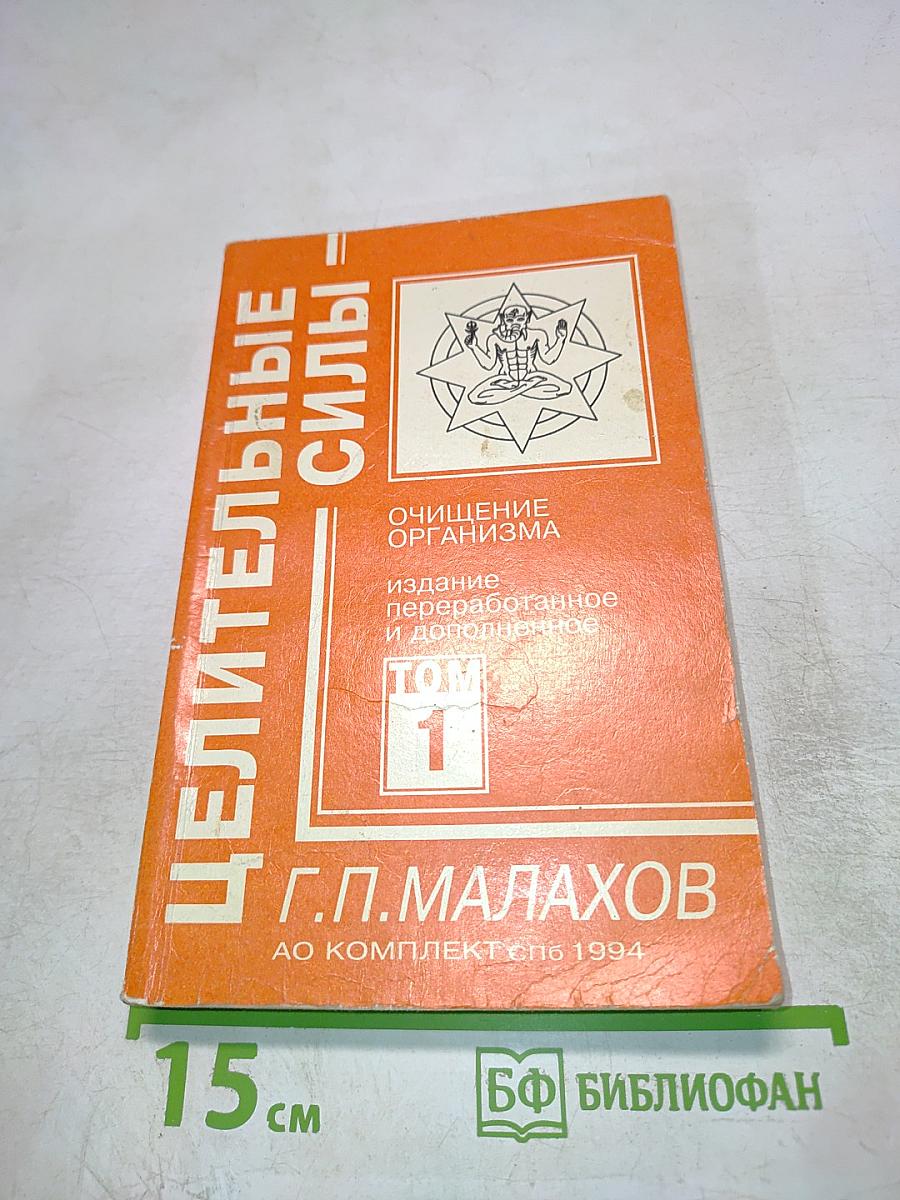 ЦЕЛИТЕЛЬНЫЕ
СИЛЫ
ОЧИЩЕНИЕ
ОРГАНИЗМА
издание
переработанное
и дополненное
ТОМ
1
Г.П.МАЛАХОВ
АО КОМПЛЕКТ СПб 1994
15 см
БФ БИБЛИОФАН